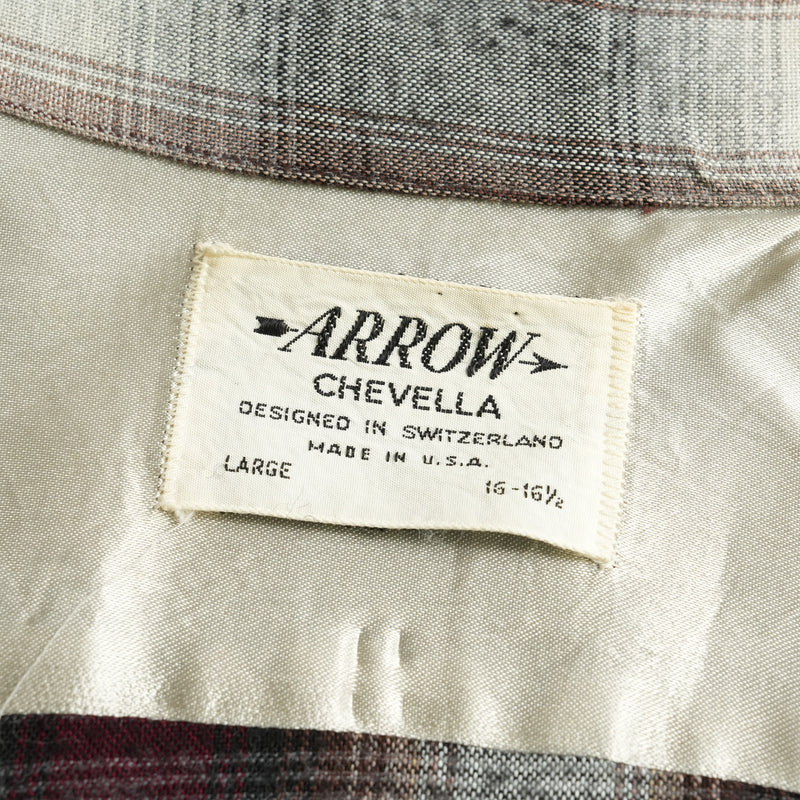 ARROW
CHEVELLA
DESIGNED IN SWITZERLAND
MADE IN U.S.A.
LARGE 16-16½